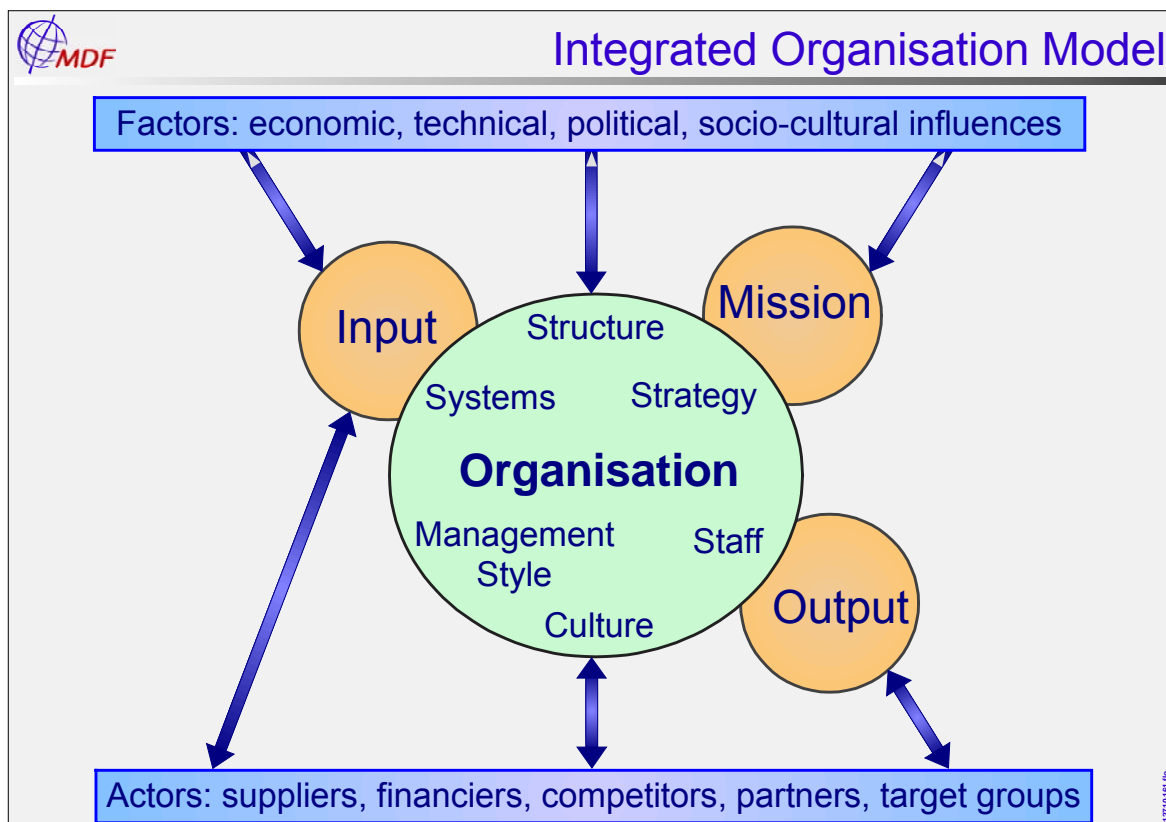 MDF
Integrated Organisation Model
Factors: economic, technical, political, socio-cultural influences
Input
Mission
Structure
Systems
Strategy
Organisation
Management
Style
Staff
Culture
Output
Actors: suppliers, financiers, competitors, partners, target groups